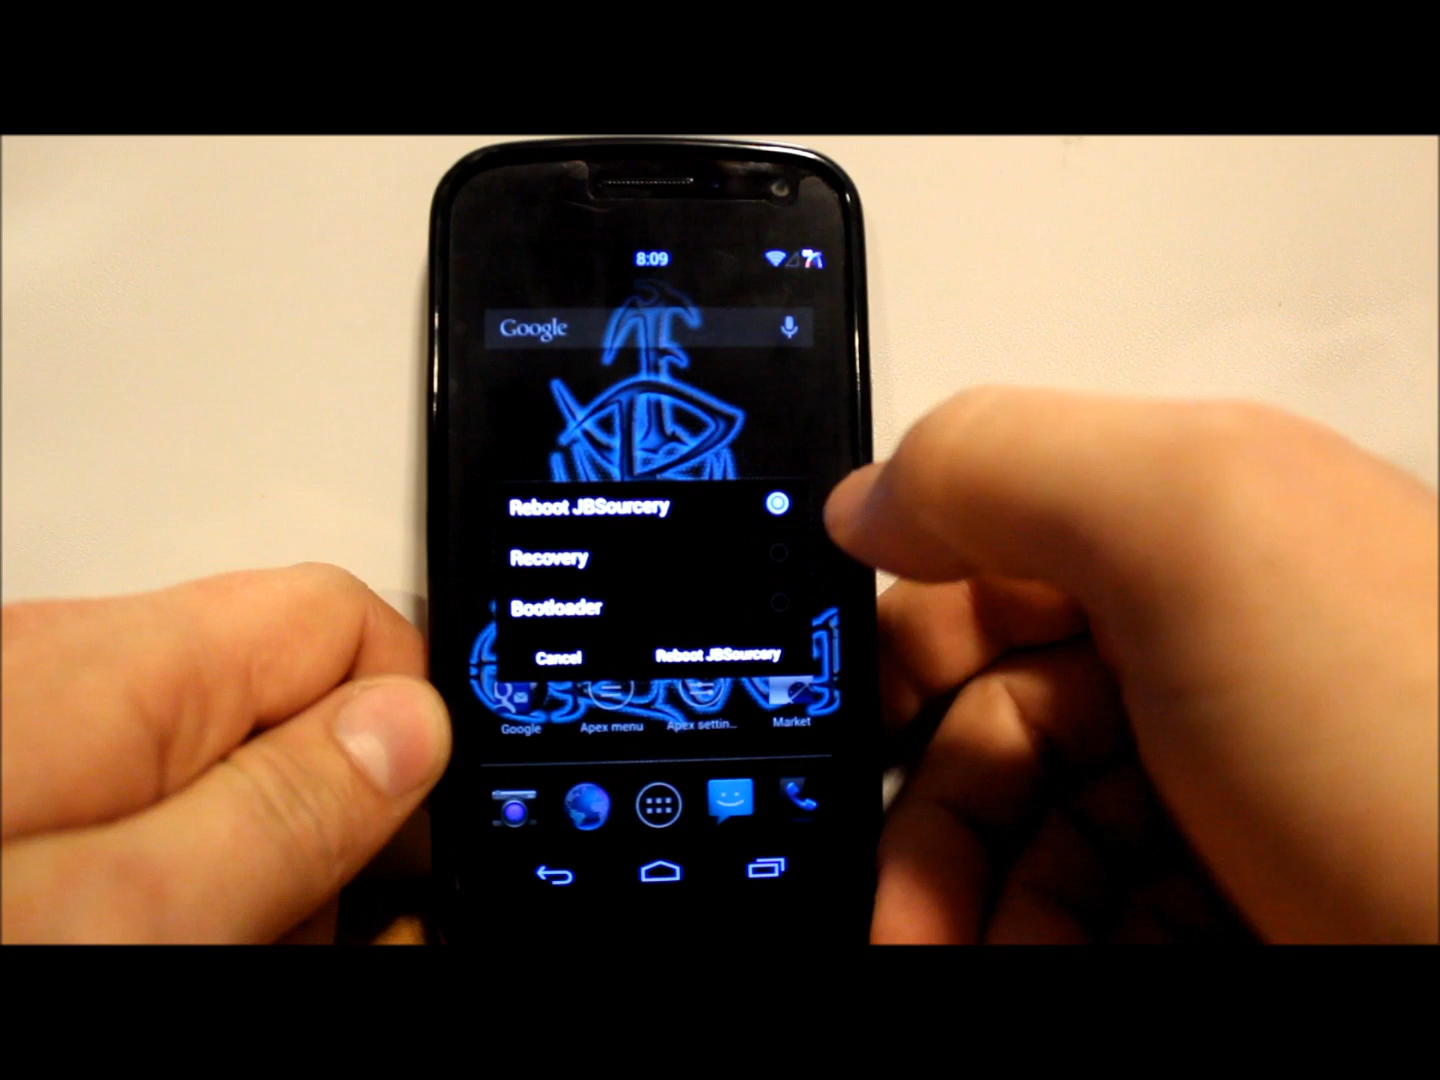 8:09
Google
Reboot JBSourcery
Recovery
Bootloader
Cancel Reboot JBSourcery
Google Apex menu Apex settin... Market